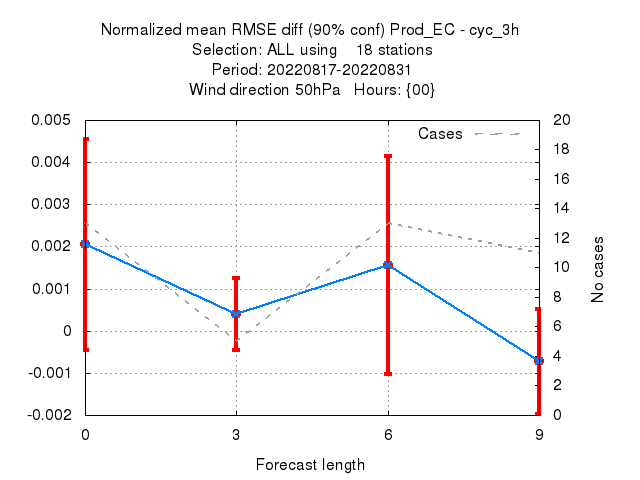 Normalized mean RMSE diff (90% conf) Prod_EC - cyc_3h
Selection: ALL using    18 stations
Period: 20220817-20220831
Wind direction 50hPa   Hours: {00}
0.005
0.004
0.003
0.002
0.001
0
-0.001
-0.002
Cases
20
18
16
14
12
10
8
6
4
2
0
No cases
0 3 6 9
Forecast length